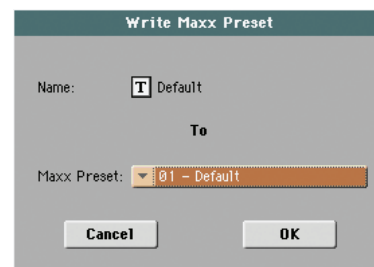 Write Maxx Preset
Name: T Default
To
Maxx Preset: 01 - Default
Cancel OK